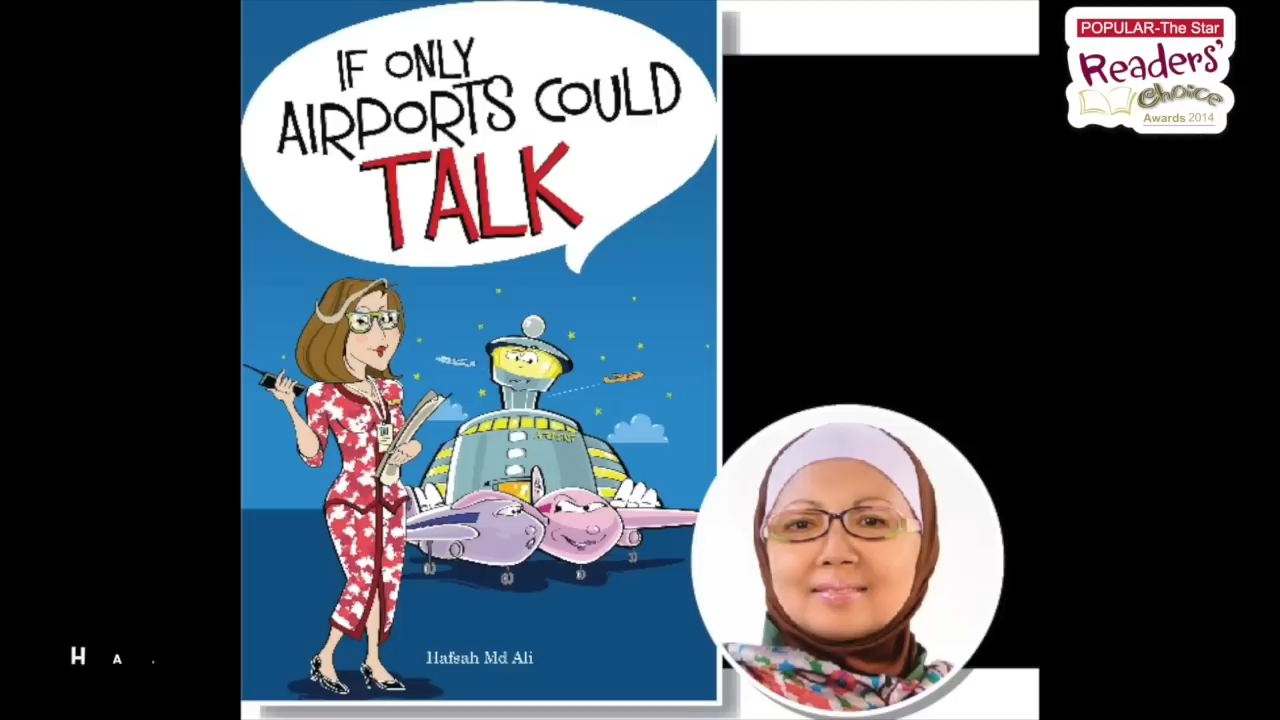 IF ONLY
AIRPORTS COULD
TALK
Hafsah Md Ali
POPULAR-The Star
Readers'
Choice
Awards 2014
H A